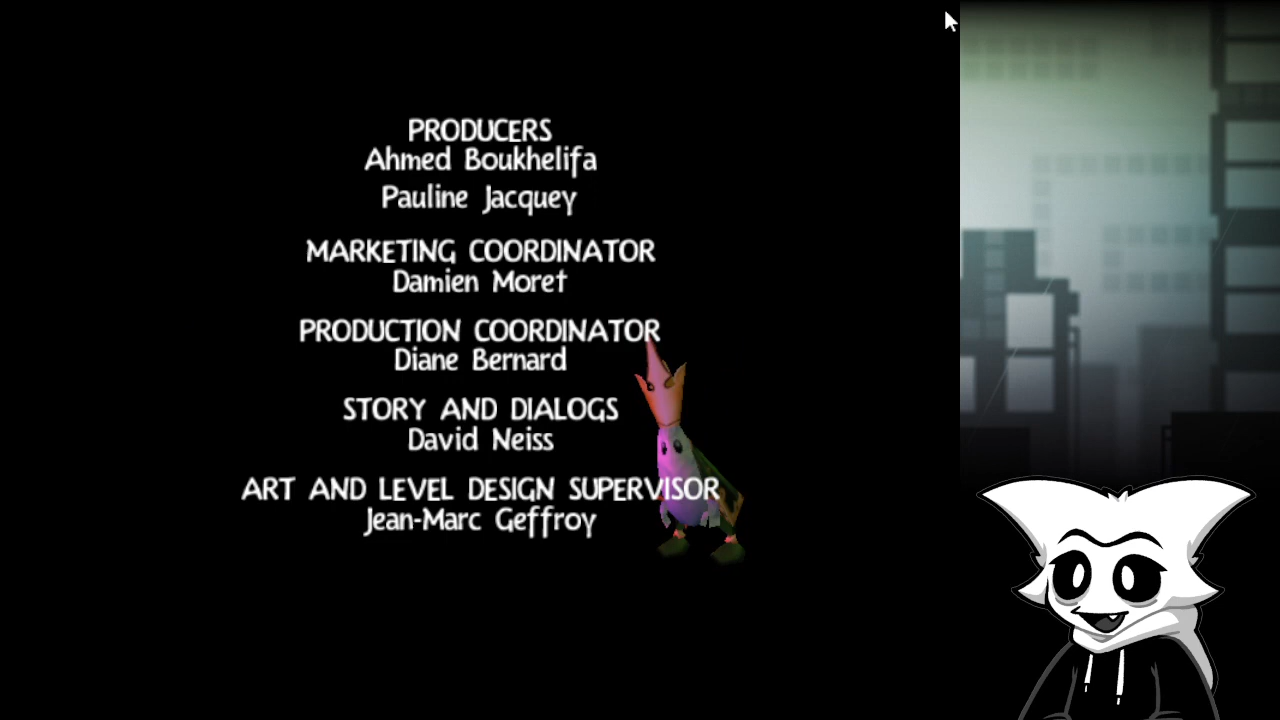 PRODUCERS
Ahmed Boukhelifa
Pauline Jacquey
MARKETING COORDINATOR
Damien Moret
PRODUCTION COORDINATOR
Diane Bernard
STORY AND DIALOGS
David Neiss
ART AND LEVEL DESIGN SUPERVISOR
Jean-Marc Geffroy